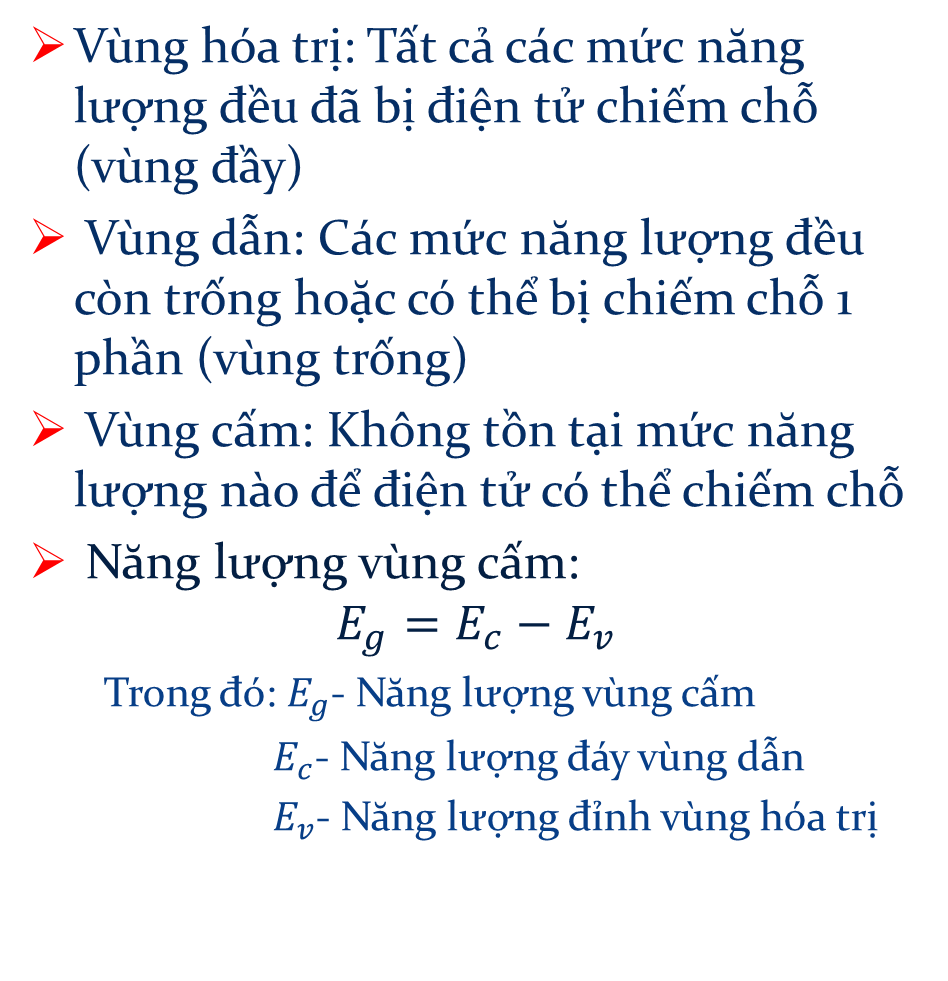 ➢ Vùng hóa trị: Tất cả các mức năng
lượng đều đã bị điện tử chiếm chỗ
(vùng đầy)
➢ Vùng dẫn: Các mức năng lượng đều
còn trống hoặc có thể bị chiếm chỗ 1
phần (vùng trống)
➢ Vùng cấm: Không tồn tại mức năng
lượng nào để điện tử có thể chiếm chỗ
➢ Năng lượng vùng cấm:
𝐸_𝑔 = 𝐸_𝑐 − 𝐸_𝑣
Trong đó: 𝐸_𝑔- Năng lượng vùng cấm
𝐸_𝑐- Năng lượng đáy vùng dẫn
𝐸_𝑣- Năng lượng đỉnh vùng hóa trị